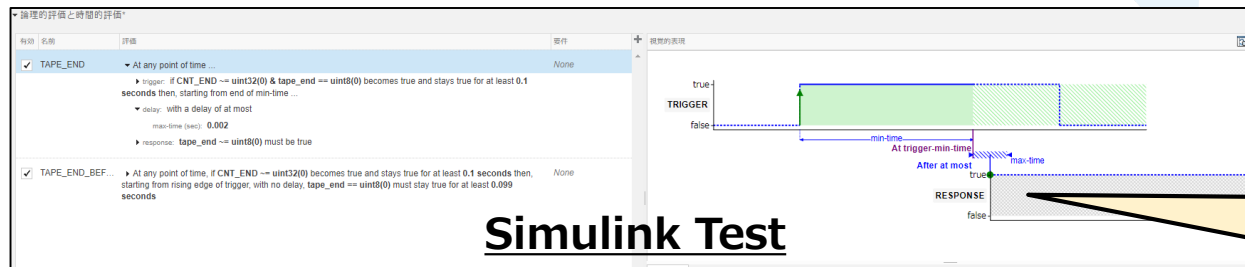 論理的評価と時間的評価*
有効 名前 評価 要件 視覚的表現
TAPE_END At any point of time ... None
trigger: if CNT_END ~= uint32(0) & tape_end == uint8(0) becomes true and stays true for at least 0.1
seconds then, starting from end of min-time ...
delay: with a delay of at most
max-time (sec): 0.002
response: tape_end ~= uint8(0) must be true
TAPE_END_BEF... At any point of time, if CNT_END ~= uint32(0) becomes true and stays true for at least 0.1 seconds then, None
starting from rising edge of trigger, with no delay, tape_end == uint8(0) must stay true for at least 0.099
seconds
true
TRIGGER
false
min-time
At trigger-min-time
After at most
max-time
true
RESPONSE
false
Simulink Test